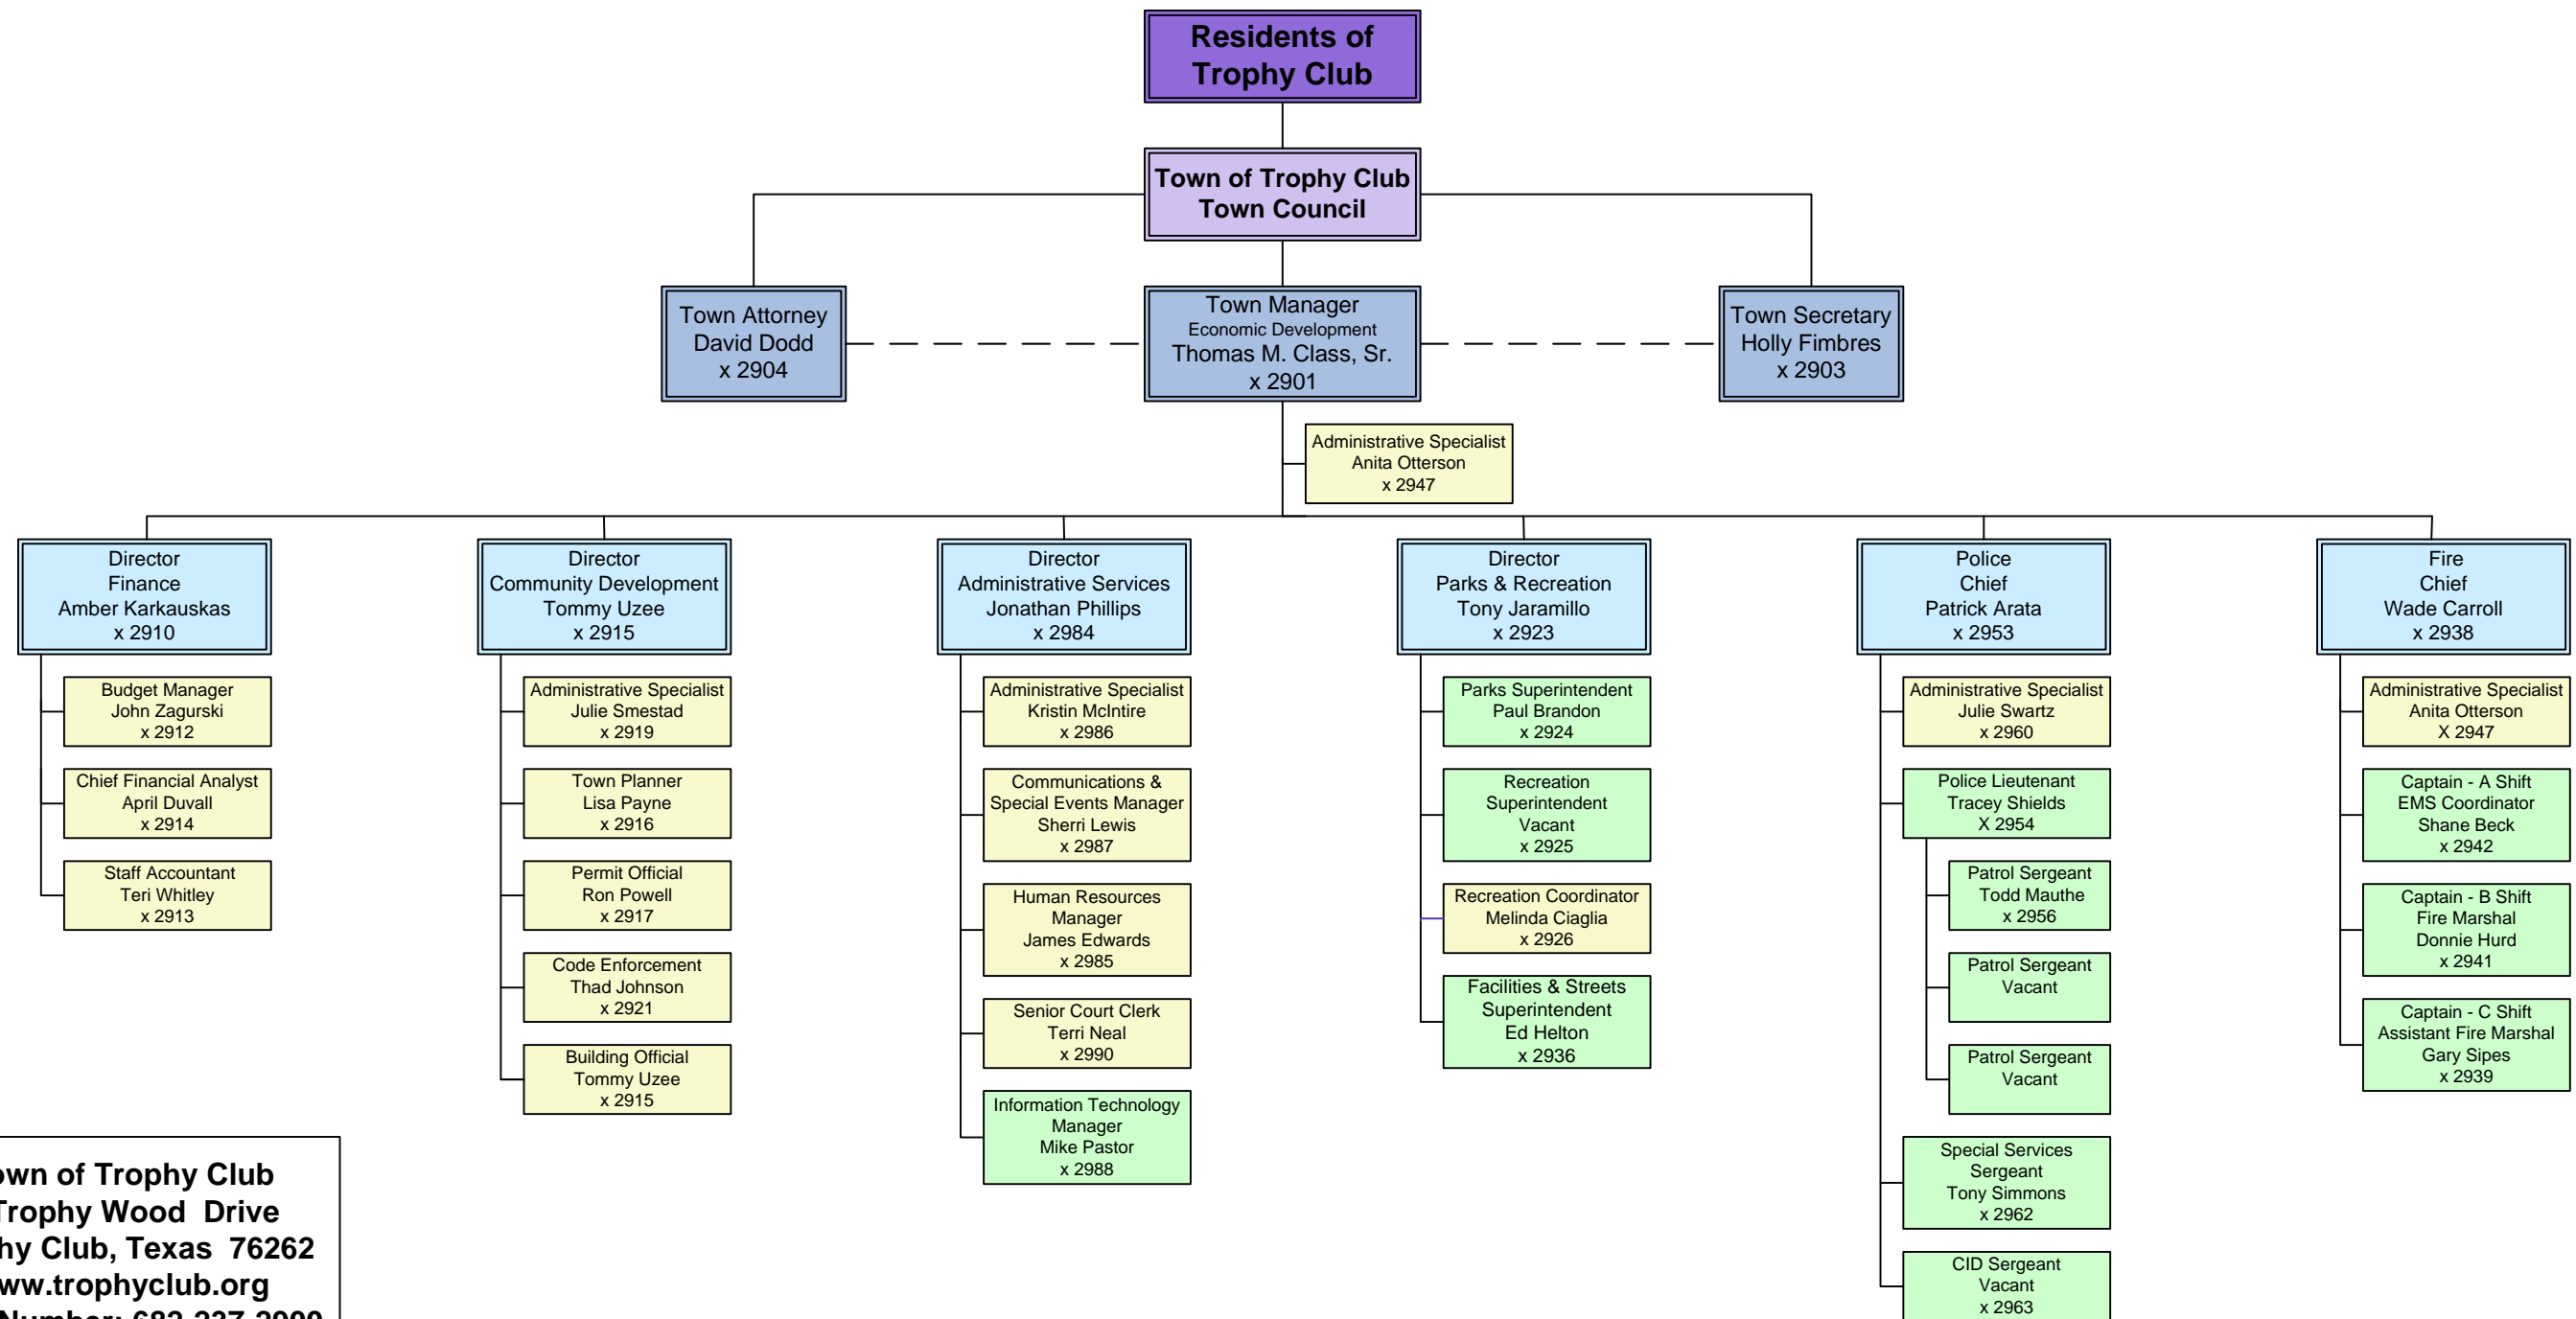 Residents of
Trophy Club
Town of Trophy Club
Town Council
Town Attorney
David Dodd
x 2904
Town Manager
Economic Development
Thomas M. Class, Sr.
x 2901
Town Secretary
Holly Fimbres
x 2903
Administrative Specialist
Anita Otterson
x 2947
Director
Finance
Amber Karkauskas
x 2910
Budget Manager
John Zagurski
x 2912
Chief Financial Analyst
April Duvall
x 2914
Staff Accountant
Teri Whitley
x 2913
Director
Community Development
Tommy Uzee
x 2915
Administrative Specialist
Julie Smestad
x 2919
Town Planner
Lisa Payne
x 2916
Permit Official
Ron Powell
x 2917
Code Enforcement
Thad Johnson
x 2921
Building Official
Tommy Uzee
x 2915
Director
Administrative Services
Jonathan Phillips
x 2984
Administrative Specialist
Kristin McIntire
x 2986
Communications &
Special Events Manager
Sherri Lewis
x 2987
Human Resources
Manager
James Edwards
x 2985
Senior Court Clerk
Terri Neal
x 2990
Information Technology
Manager
Mike Pastor
x 2988
Director
Parks & Recreation
Tony Jaramillo
x 2923
Parks Superintendent
Paul Brandon
x 2924
Recreation
Superintendent
Vacant
x 2925
Recreation Coordinator
Melinda Ciaglia
x 2926
Facilities & Streets
Superintendent
Ed Helton
x 2936
Police
Chief
Patrick Arata
x 2953
Administrative Specialist
Julie Swartz
x 2960
Police Lieutenant
Tracey Shields
X 2954
Patrol Sergeant
Todd Mauthe
x 2956
Patrol Sergeant
Vacant
Patrol Sergeant
Vacant
Special Services
Sergeant
Tony Simmons
x 2962
CID Sergeant
Vacant
x 2963
Fire
Chief
Wade Carroll
x 2938
Administrative Specialist
Anita Otterson
X 2947
Captain - A Shift
EMS Coordinator
Shane Beck
x 2942
Captain - B Shift
Fire Marshal
Donnie Hurd
x 2941
Captain - C Shift
Assistant Fire Marshal
Gary Sipes
x 2939
own of Trophy Club
Trophy Wood Drive
hy Club, Texas 76262
ww.trophyclub.org
Number: 682-237-2900